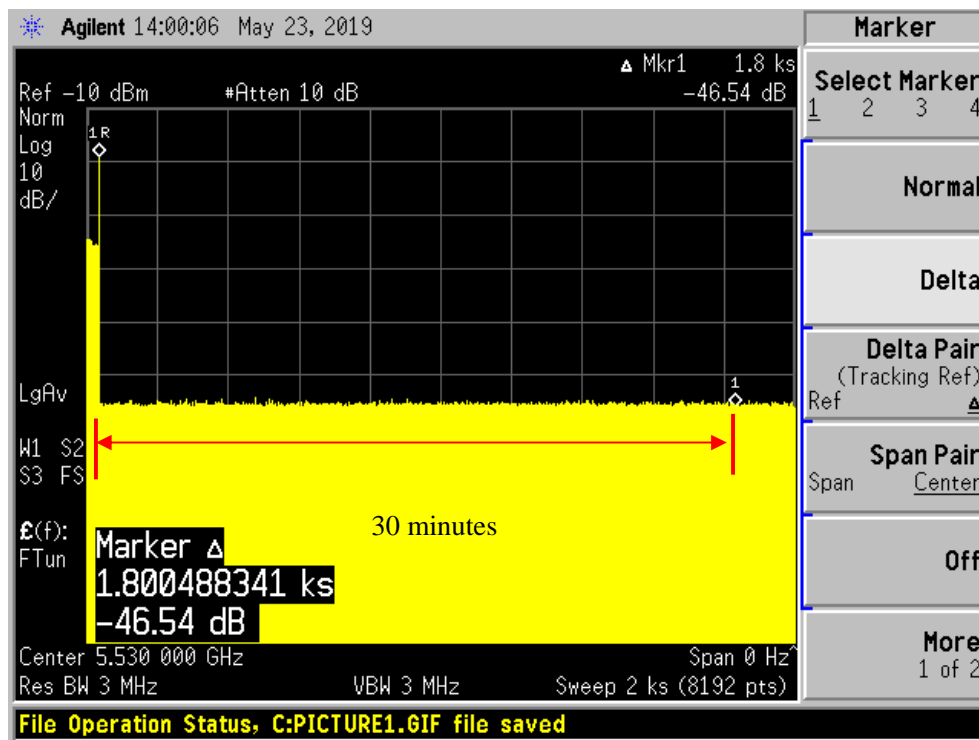 Agilent 14:00:06 May 23, 2019
Δ Mkr1 1.8 ks
Ref −10 dBm #Atten 10 dB −46.54 dB
Norm
Log
10
dB/
1R
LgAv
1
W1 S2
S3 FS
£(f):
FTun
30 minutes
Marker Δ
1.800488341 ks
−46.54 dB
Center 5.530 000 GHz Span 0 Hz^
Res BW 3 MHz VBW 3 MHz Sweep 2 ks (8192 pts)
File Operation Status, C:PICTURE1.GIF file saved
Marker
Select Marker
1 2 3 4
Normal
Delta
Delta Pair
(Tracking Ref)
Ref Δ
Span Pair
Span Center
Off
More
1 of 2